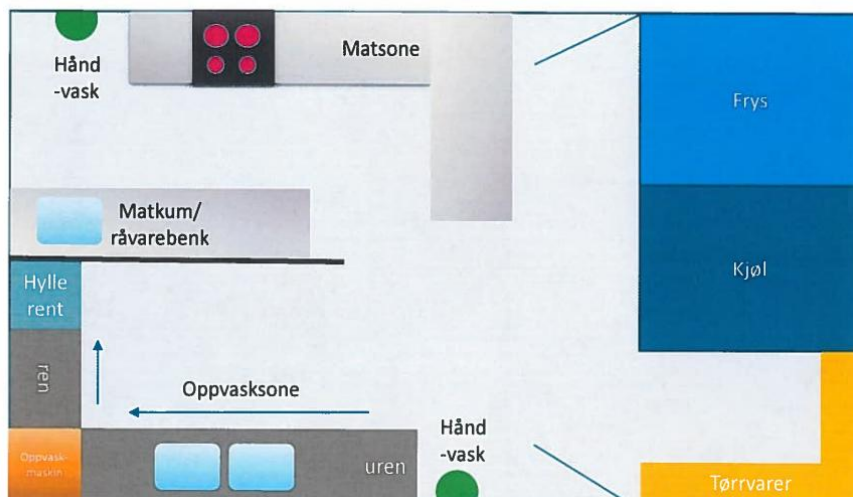 Hånd
-vask
Matsone
Frys
Matkum/
råvarebenk
Kjøl
Hylle
rent
ren
Oppvasksone
Oppvask-
maskin
uren
Hånd
-vask
Tørrvarer